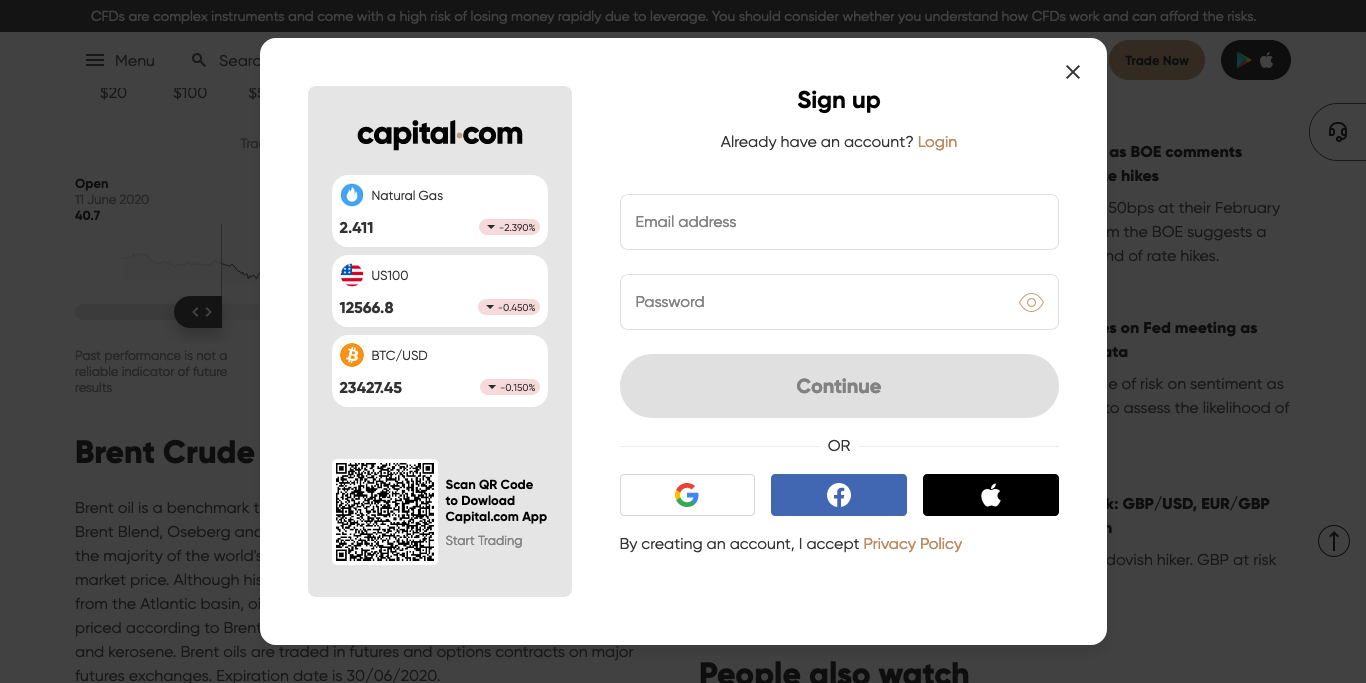 CFDs are complex instruments and come with a high risk of losing money rapidly due to leverage. You should consider whether you understand how CFDs work and can afford the risks.
Menu
Trade Now
$20
$100
Open
11 June 2020
40.7
Past performance is not a
reliable indicator of future
results
Brent Crude
Brent oil is a benchmark
Brent Blend, Oseberg and
the majority of the world's
market price. Although
from the Atlantic basin,
priced according to Brent
and kerosene. Brent oils are traded in futures and options contracts on major
futures exchanges. Expiration date is 30/06/2020.
capital.com
Natural Gas
2.411
-2.390%
US100
12566.8
-0.450%
BTC/USD
23427.45
-0.150%
Scan QR Code
to Dowload
Capital.com App
Start Trading
Sign up
Already have an account? Login
Email address
Password
Continue
OR
By creating an account, I accept Privacy Policy
as BOE comments
hikes
50bps at their February
the BOE suggests a
of rate hikes.
on Fed meeting as
of risk on sentiment as
to assess the likelihood of
GBP/USD, EUR/GBP
dovish hiker. GBP at risk
People also watch